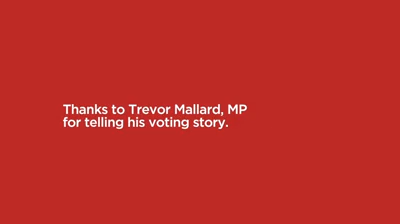 Thanks to Trevor Mallard, MP
for telling his voting story.